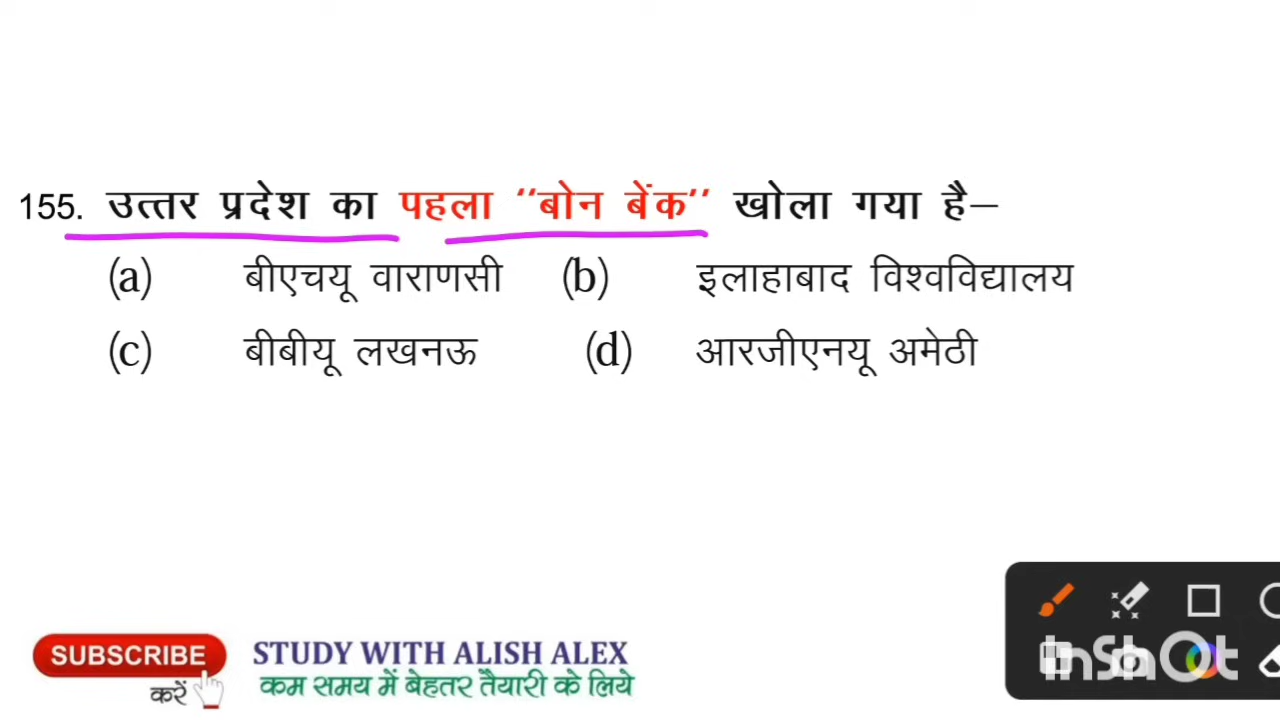 155. उत्तर प्रदेश का पहला ‘‘बोन बेंक’’ खोला गया है–
(a) बीएचयू वाराणसी (b) इलाहाबाद विश्वविद्यालय
(c) बीबीयू लखनऊ (d) आरजीएनयू अमेठी
SUBSCRIBE
करें
STUDY WITH ALISH ALEX
कम समय में बेहतर तैयारी के लिये
InShOt